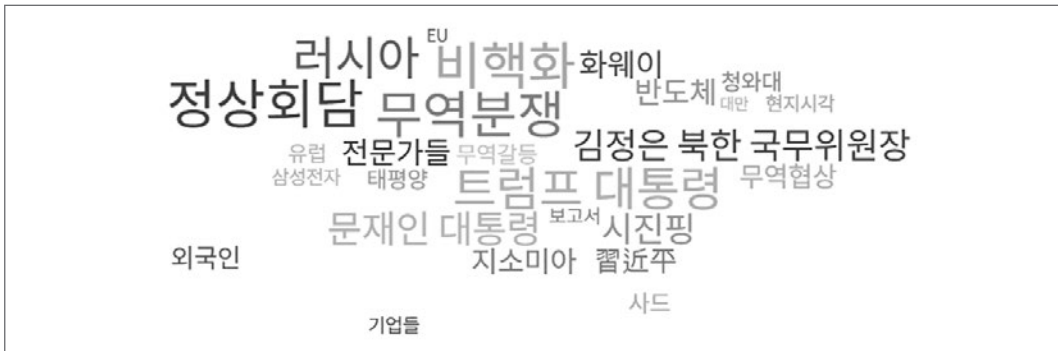 EU
러시아 비핵화 화웨이
청와대
정상회담 무역분쟁 반도체 대만 현지시각
김정은 북한 국무위원장
유럽 전문가들 무역갈등
삼성전자 태평양 트럼프 대통령 무역협상
문재인 대통령 보고서 시진핑
외국인 지소미아 習近平
사드
기업들